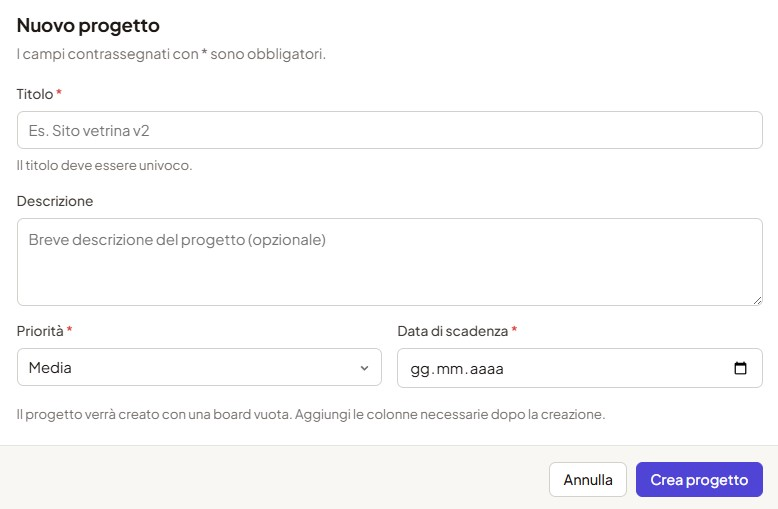 Nuovo progetto
I campi contrassegnati con * sono obbligatori.
Titolo *
Es. Sito vetrina v2
Il titolo deve essere univoco.
Descrizione
Breve descrizione del progetto (opzionale)
Priorità * Data di scadenza *
Media gg.mm.aaaa
Il progetto verrà creato con una board vuota. Aggiungi le colonne necessarie dopo la creazione.
Annulla Crea progetto